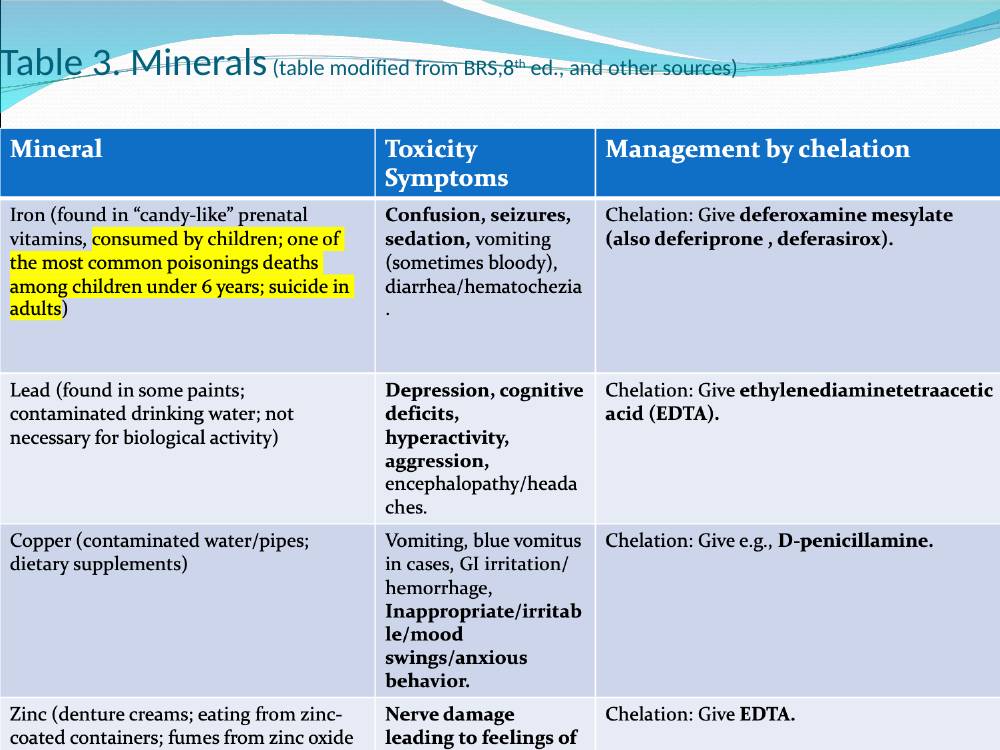 Table 3. Minerals (table modified from BRS,8th ed., and other sources)
Mineral
Toxicity
Symptoms
Management by chelation
Iron (found in “candy-like” prenatal
vitamins, consumed by children; one of
the most common poisonings deaths
among children under 6 years; suicide in
adults)
Confusion, seizures,
sedation, vomiting
(sometimes bloody),
diarrhea/hematochezia
.
Chelation: Give deferoxamine mesylate
(also deferiprone , deferasirox).
Lead (found in some paints;
contaminated drinking water; not
necessary for biological activity)
Depression, cognitive
deficits,
hyperactivity,
aggression,
encephalopathy/heada
ches.
Chelation: Give ethylenediaminetetraacetic
acid (EDTA).
Copper (contaminated water/pipes;
dietary supplements)
Vomiting, blue vomitus
in cases, GI irritation/
hemorrhage,
Inappropriate/irritab
le/mood
swings/anxious
behavior.
Chelation: Give e.g., D-penicillamine.
Zinc (denture creams; eating from zinc-
coated containers; fumes from zinc oxide
Nerve damage
leading to feelings of
Chelation: Give EDTA.